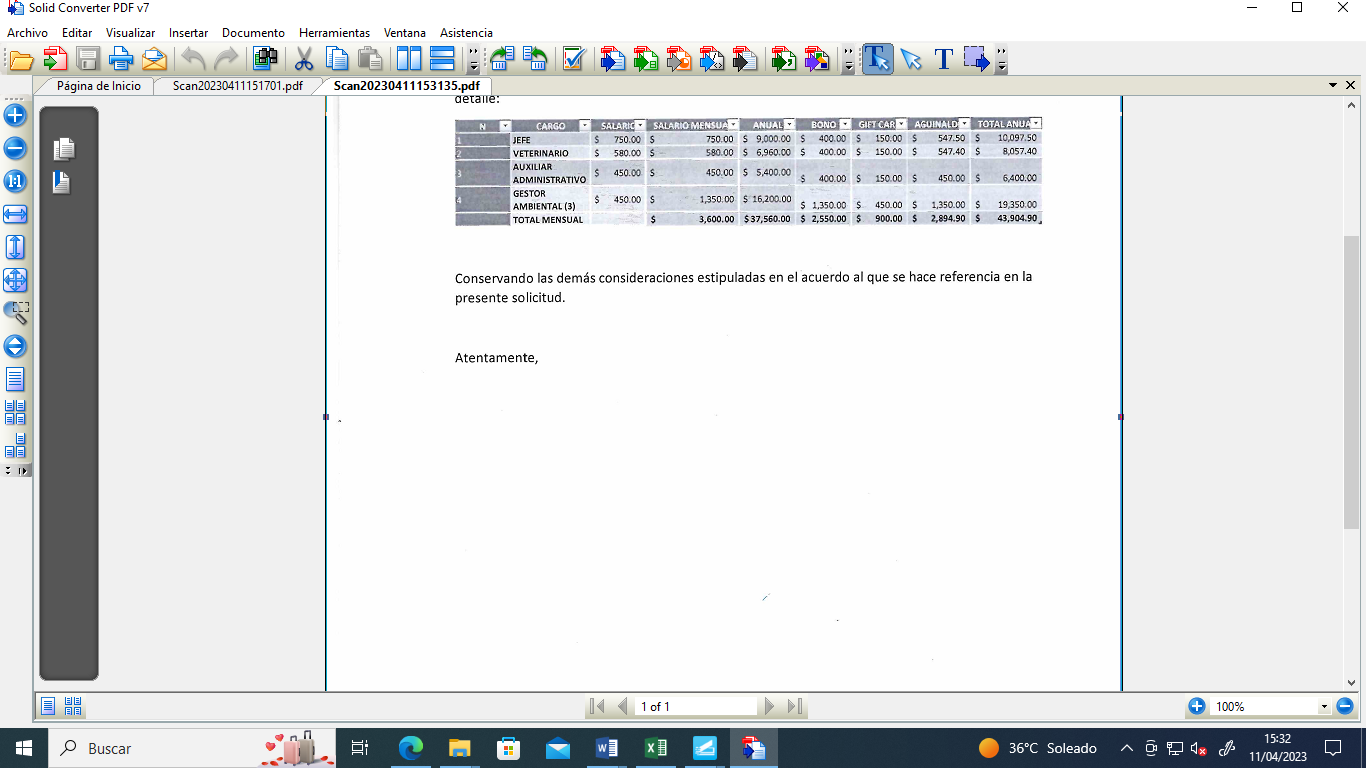 Solid Converter PDF v7
Archivo Editar Visualizar Insertar Documento Herramientas Ventana Asistencia
Página de Inicio Scan20230411151701.pdf Scan20230411153135.pdf
detalle:
N CARGO SALARIO SALARIO MENSUA ANUAL BONO GIFT CAR AGUINALD TOTAL ANUA
1 JEFE $ 750.00 $ 750.00 $ 9,000.00 $ 400.00 $ 150.00 $ 547.50 $ 10,097.50
2 VETERINARIO $ 580.00 $ 580.00 $ 6,960.00 $ 400.00 $ 150.00 $ 547.40 $ 8,057.40
3 AUXILIAR
ADMINISTRATIVO $ 450.00 $ 450.00 $ 5,400.00 $ 400.00 $ 150.00 $ 450.00 $ 6,400.00
4 GESTOR
AMBIENTAL (3) $ 450.00 $ 1,350.00 $ 16,200.00 $ 1,350.00 $ 450.00 $ 1,350.00 $ 19,350.00
TOTAL MENSUAL $ 3,600.00 $37,560.00 $ 2,550.00 $ 900.00 $ 2,894.90 $ 43,904.90
Conservando las demás consideraciones estipuladas en el acuerdo al que se hace referencia en la
presente solicitud.
Atentamente,
1 of 1
100%
Buscar
36°C Soleado
15:32
11/04/2023